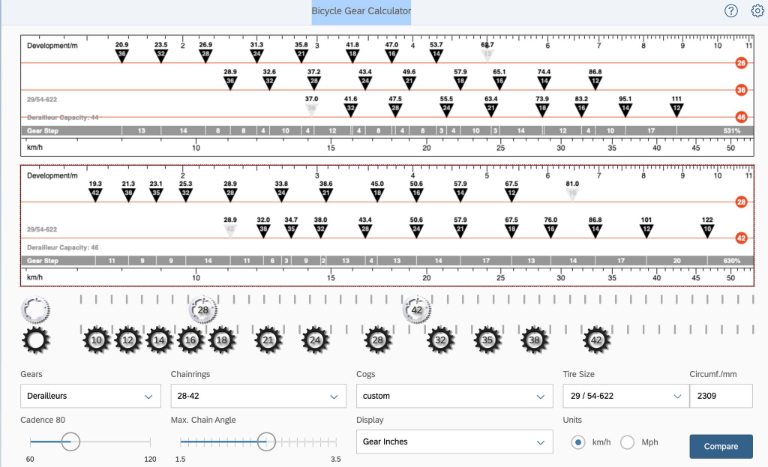 Bicycle Gear Calculator
Development/m 2 3 4 5 6 7 8 9 10 11
20.9 23.5 26.9 31.3 35.8 41.8 47.0 53.7
36 32 28 24 21 18 16 14
26
28.9 32.6 37.2 43.4 49.6 57.9 65.1 74.4 86.8
36 32 28 24 21 18 16 14 12
36
37.0 41.6 47.5 55.5 63.4 73.9 83.2 95.1 111
32 28 24 21 18 16 14 12
46
29/54-622
Derailleur Capacity: 44
Gear Step 13 14 8 8 4 10 4 12 4 8 4 8 3 4 10 3 14 12 4 10 17 531%
km/h 10 15 20 25 30 35 40 45 50
Development/m 2 3 4 5 6 7 8 9 10 11
19.3 21.3 23.1 25.3 28.9 33.8 38.6 45.0 50.6 57.9 67.5 81.0
42 38 35 32 28 24 21 18 16 14 12
28
28.9 32.0 34.7 38.0 43.4 50.6 57.9 67.5 76.0 86.8 101 122
38 35 32 28 24 21 18 16 14 12 10
42
29/54-622
Derailleur Capacity: 46
Gear Step 11 9 9 14 11 6 3 9 2 13 13 14 17 13 14 17 20 630%
km/h 10 15 20 25 30 35 40 45 50
28 42
10 12 14 16 18 21 24 28 32 35 38 42
Gears Chainrings Cogs Tire Size Circumf./mm
Derailleurs 28-42 custom 29 / 54-622 2309
Cadence 80 Max. Chain Angle Display Units
60 120 1.5 3.5 Gear Inches km/h Mph Compare